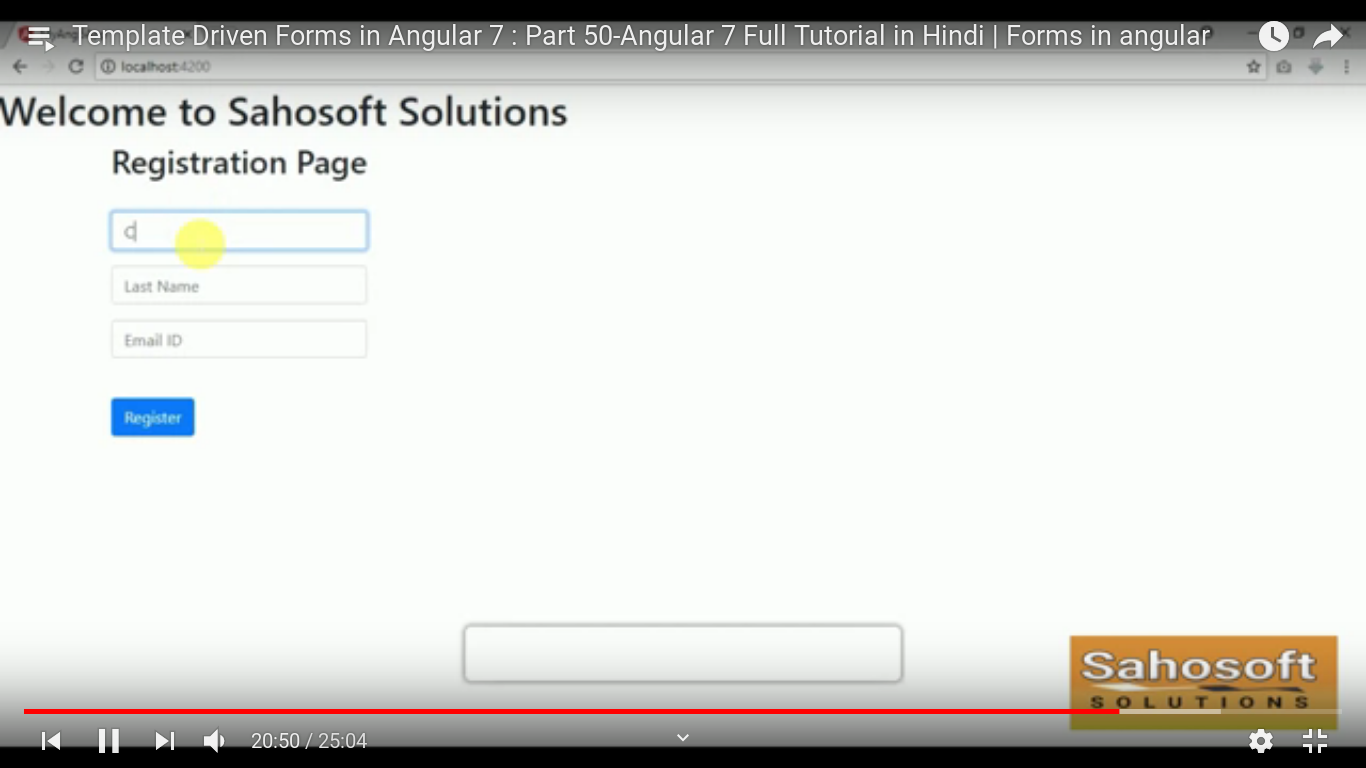 Template Driven Forms in Angular 7 : Part 50-Angular 7 Full Tutorial in Hindi | Forms in angular
localhost:4200
Welcome to Sahosoft Solutions
Registration Page
Last Name
Email ID
Register
Sahosoft
SOLUTIONS
20:50 / 25:04